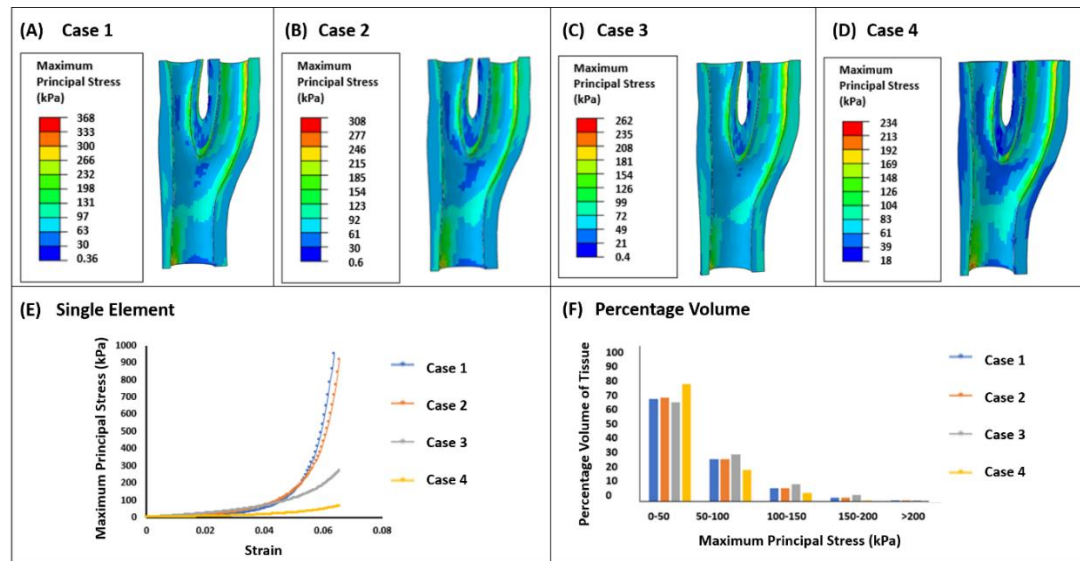 (A) Case 1
Maximum
Principal Stress
(kPa)
368
333
300
266
232
198
131
97
63
30
0.36
(B) Case 2
Maximum
Principal Stress
(kPa)
308
277
246
215
185
154
123
92
61
30
0.6
(C) Case 3
Maximum
Principal Stress
(kPa)
262
235
208
181
154
126
99
72
49
21
0.4
(D) Case 4
Maximum
Principal Stress
(kPa)
234
213
192
169
148
126
104
83
61
39
18
(E) Single Element
Maximum Principal Stress (kPa)
1000
900
800
700
600
500
400
300
200
100
0
0
0.02
0.04
0.06
0.08
Strain
Case 1
Case 2
Case 3
Case 4
(F) Percentage Volume
Percentage Volume of Tissue
100
90
80
70
60
50
40
30
20
10
0
0-50
50-100
100-150
150-200
>200
Maximum Principal Stress (kPa)
Case 1
Case 2
Case 3
Case 4